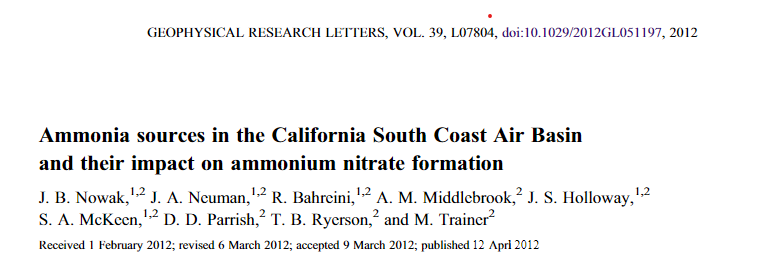 GEOPHYSICAL RESEARCH LETTERS, VOL. 39, L07804, doi:10.1029/2012GL051197, 2012
Ammonia sources in the California South Coast Air Basin
and their impact on ammonium nitrate formation
J. B. Nowak,1,2 J. A. Neuman,1,2 R. Bahreini,1,2 A. M. Middlebrook,2 J. S. Holloway,1,2
S. A. McKeen,1,2 D. D. Parrish,2 T. B. Ryerson,2 and M. Trainer2
Received 1 February 2012; revised 6 March 2012; accepted 9 March 2012; published 12 April 2012